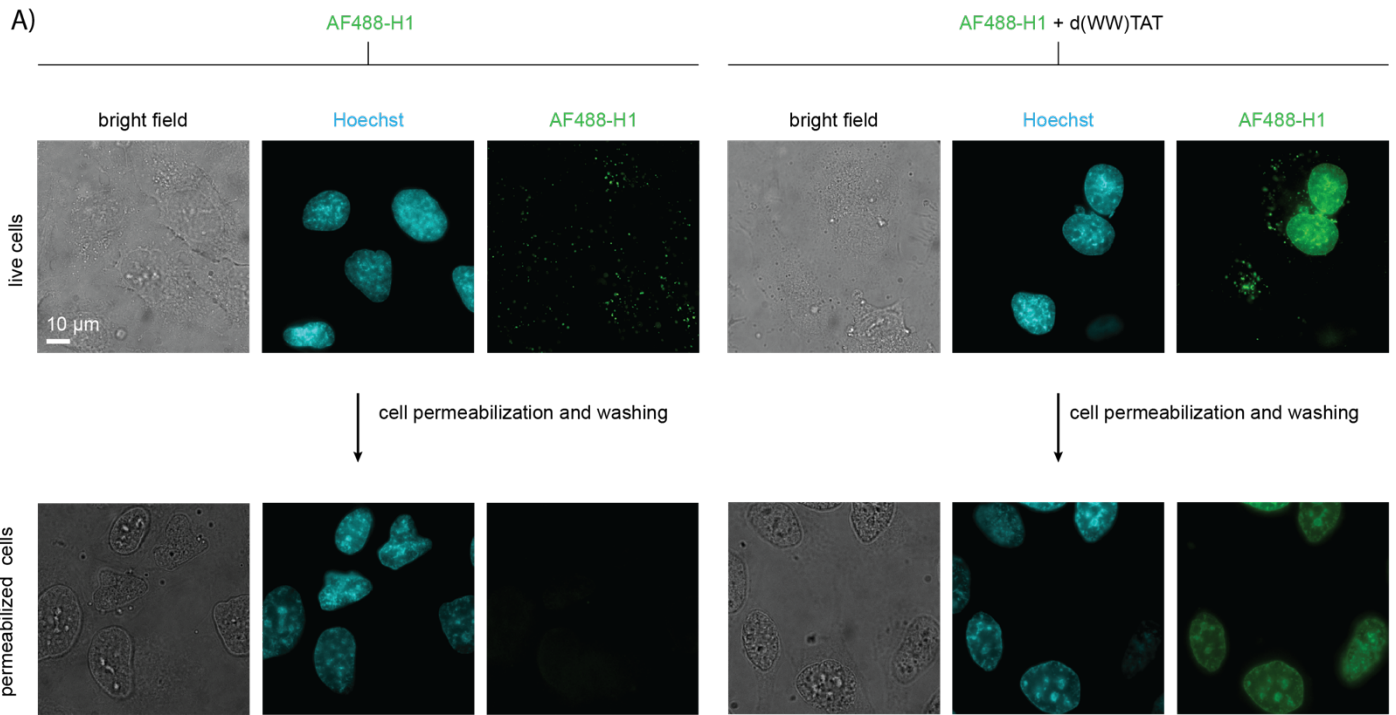 A)
AF488-H1
AF488-H1 + d(WW)TAT
bright field
Hoechst
AF488-H1
bright field
Hoechst
AF488-H1
live cells
10 µm
cell permeabilization and washing
cell permeabilization and washing
permeabilized cells